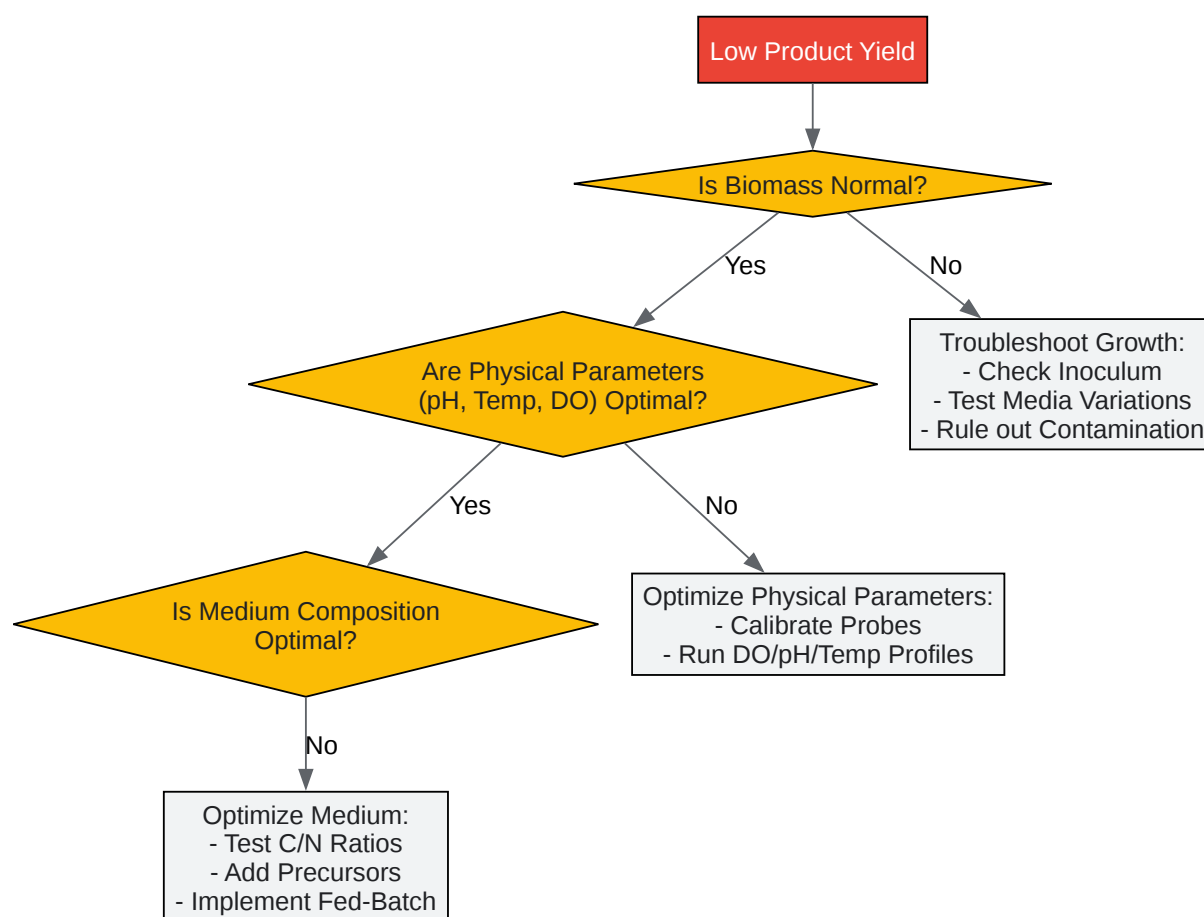 Low Product Yield
Is Biomass Normal?
Yes
No
Are Physical Parameters
(pH, Temp, DO) Optimal?
Troubleshoot Growth:
- Check Inoculum
- Test Media Variations
- Rule out Contamination
Yes
No
Is Medium Composition
Optimal?
Optimize Physical Parameters:
- Calibrate Probes
- Run DO/pH/Temp Profiles
No
Optimize Medium:
- Test C/N Ratios
- Add Precursors
- Implement Fed-Batch